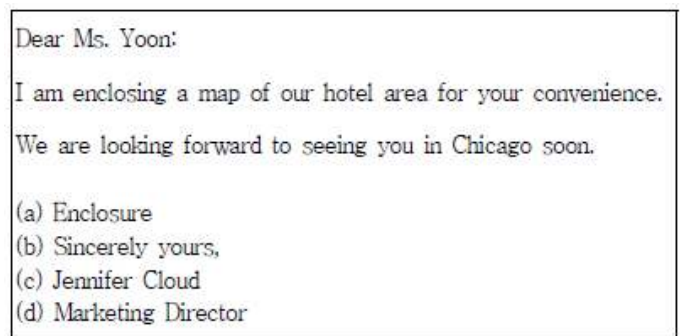 Dear Ms. Yoon:
I am enclosing a map of our hotel area for your convenience.
We are looking forward to seeing you in Chicago soon.
(a) Enclosure
(b) Sincerely yours,
(c) Jennifer Cloud
(d) Marketing Director